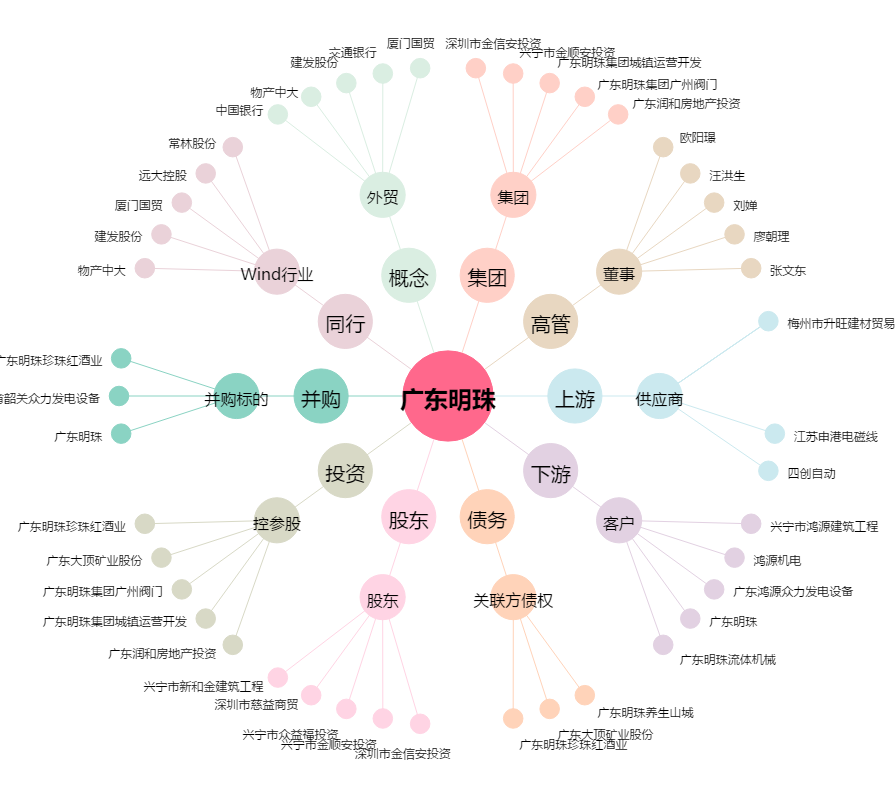 厦门国贸
交通银行
建发股份
物产中大
中国银行
外贸
概念
深圳市金信安投资
兴宁市金顺安投资
广东明珠集团城镇运营开发
广东明珠集团广州阀门
广东润和房地产投资
集团
集团
常林股份
远大控股
厦门国贸
建发股份
物产中大
Wind行业
同行
欧阳璟
汪洪生
刘婵
廖朝理
张文东
董事
高管
广东明珠珍珠红酒业
韶关众力发电设备
广东明珠
并购标的
并购
广东明珠
上游
供应商
梅州市升旺建材贸易
江苏申港电磁线
四创自动
投资
控参股
广东明珠珍珠红酒业
广东大顶矿业股份
广东明珠集团广州阀门
广东明珠集团城镇运营开发
广东润和房地产投资
下游
客户
兴宁市鸿源建筑工程
鸿源机电
广东鸿源众力发电设备
广东明珠
广东明珠流体机械
股东
股东
兴宁市新和金建筑工程
深圳市慈益商贸
兴宁市众益福投资
兴宁市金顺安投资
深圳市金信安投资
债务
关联方债权
广东明珠养生山城
广东大顶矿业股份
广东明珠珍珠红酒业